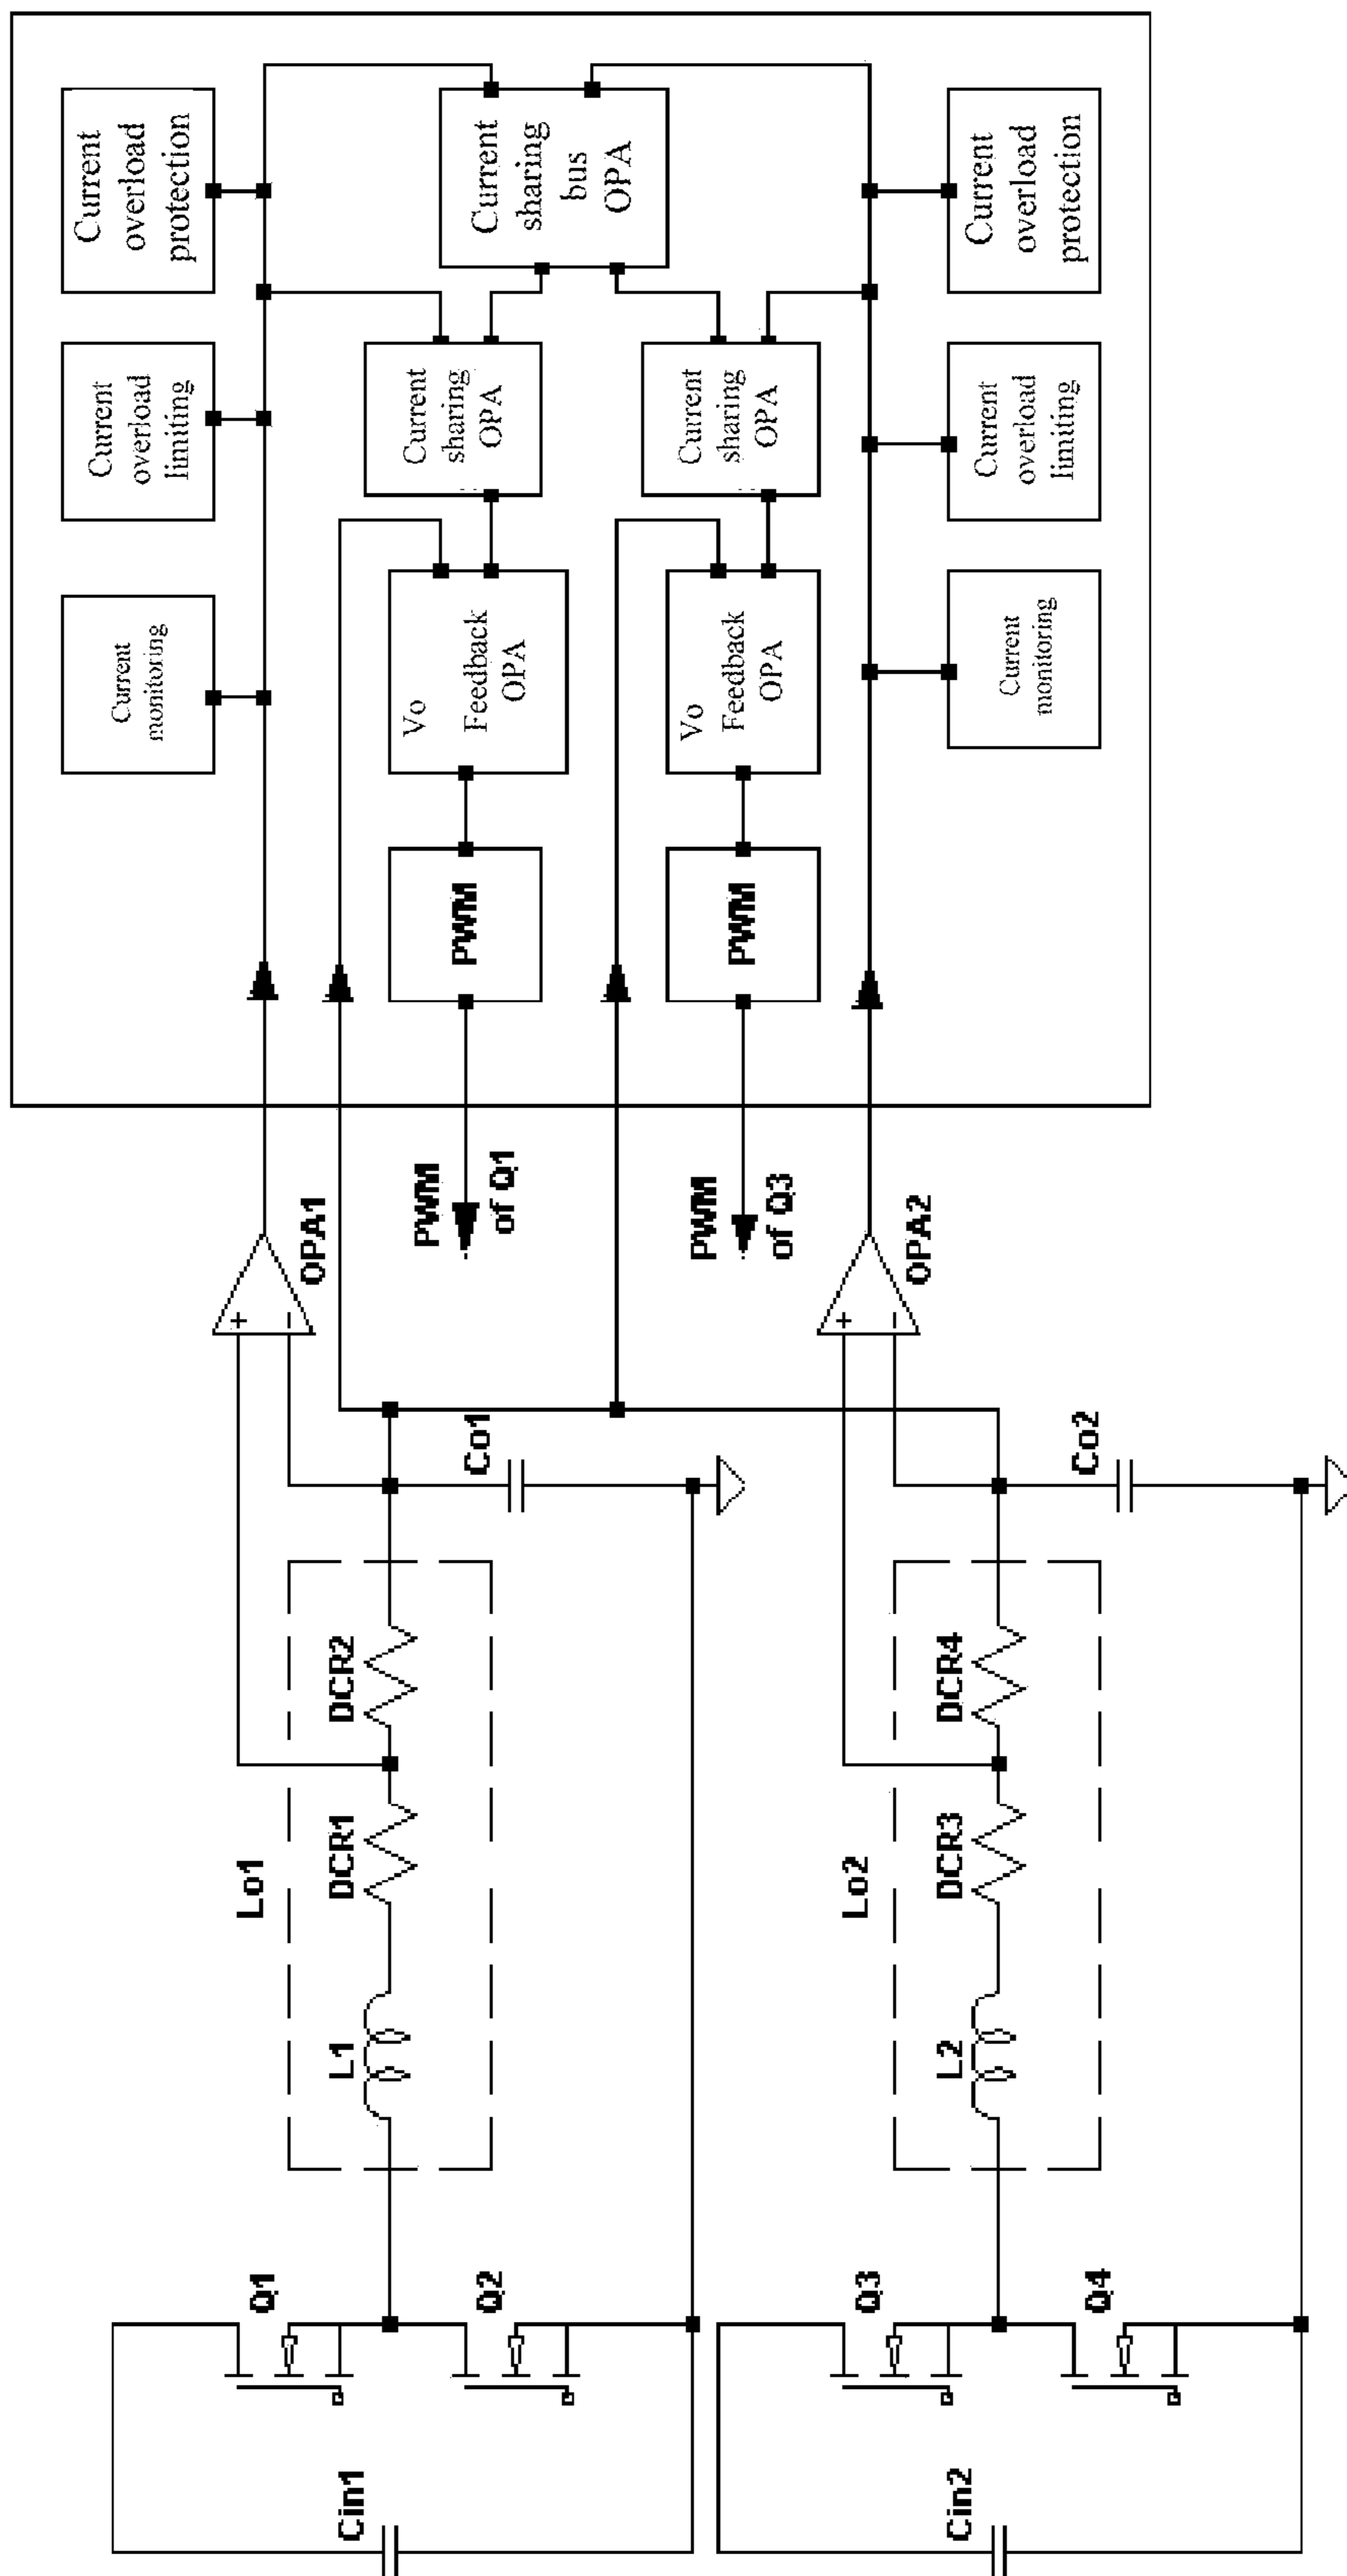 Cin1
Q1
Q2
Lo1
L1
DCR1
DCR2
Co1
OPA1
PWM
of Q1
PWM
Vo
Feedback
OPA
Current
sharing
OPA
Current
monitoring
Current
overload
limiting
Current
overload
protection
Current
sharing
bus
OPA
Cin2
Q3
Q4
Lo2
L2
DCR3
DCR4
Co2
OPA2
PWM
of Q3
PWM
Vo
Feedback
OPA
Current
sharing
OPA
Current
monitoring
Current
overload
limiting
Current
overload
protection
+
−
+
−